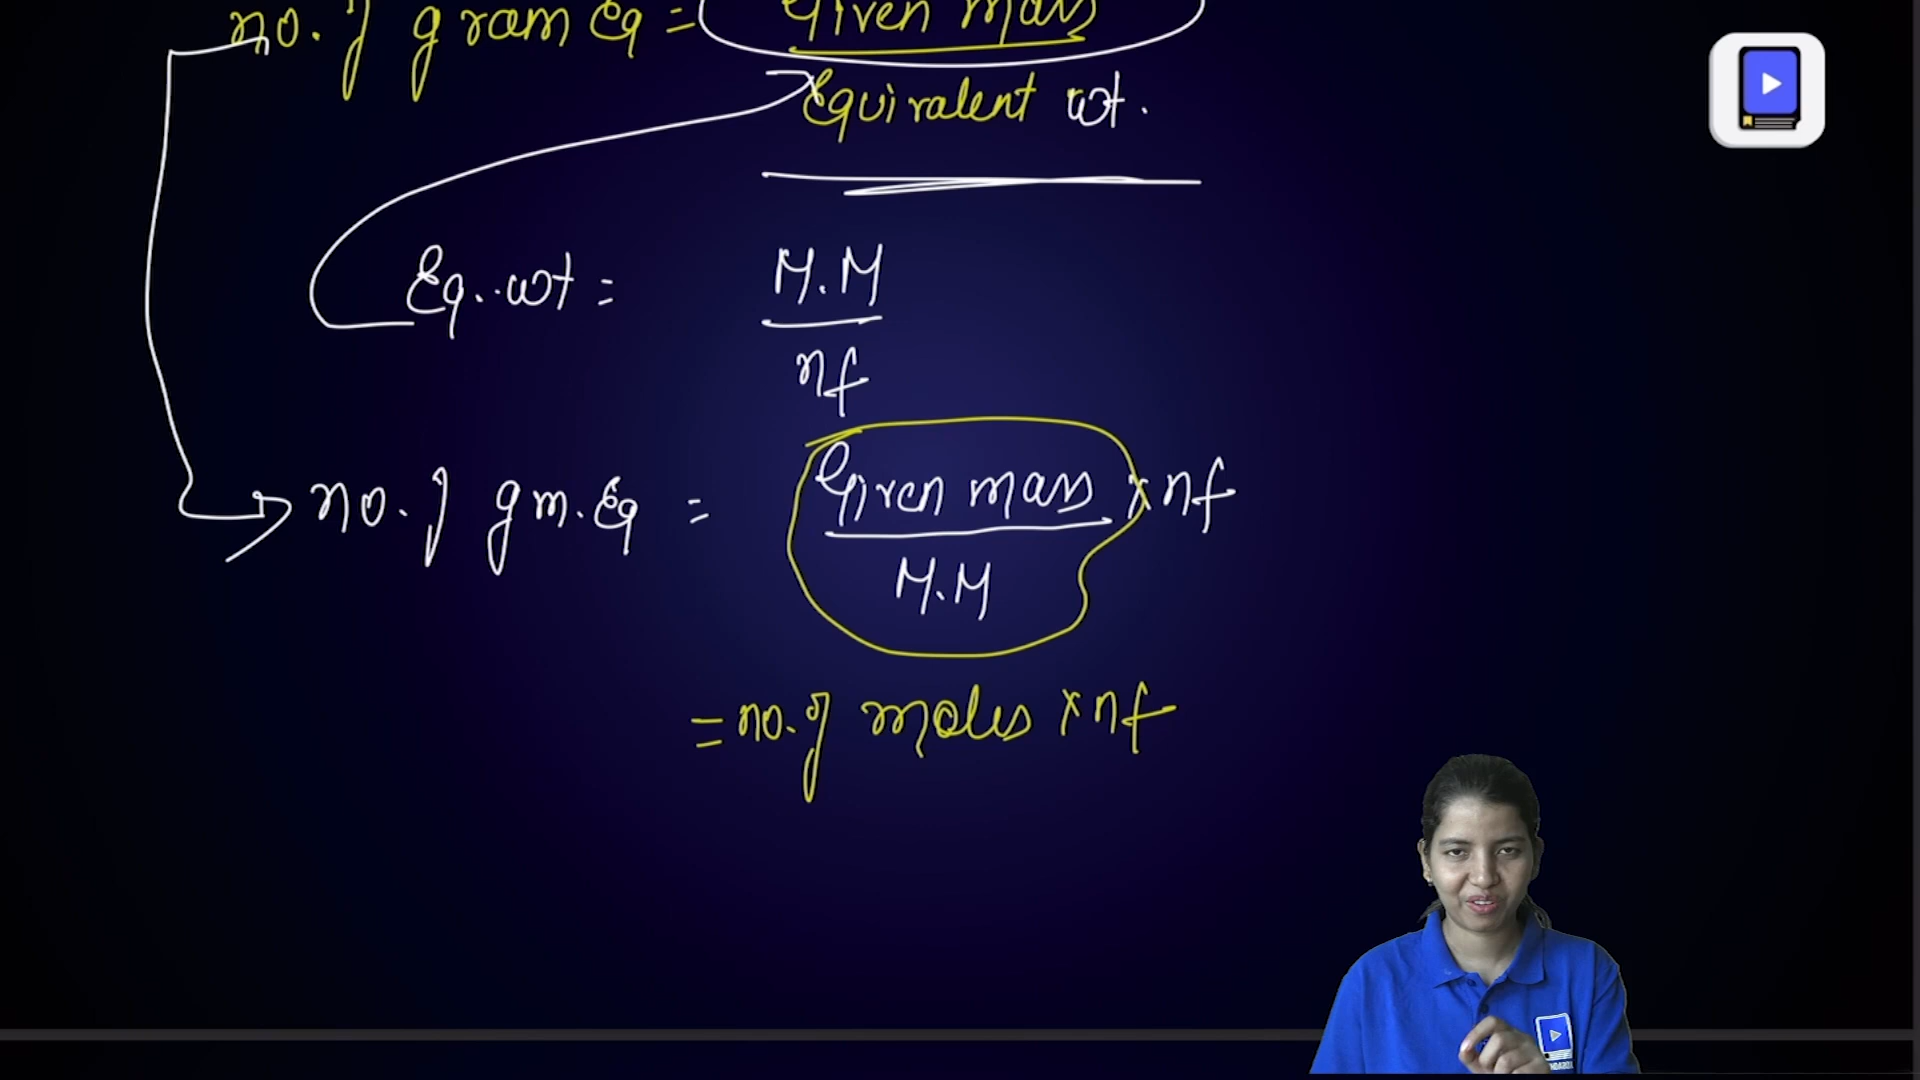 no. of gram Eq = Given mass
Equivalent wt.
Eq. wt = M.M
nf
no. of gm. Eq = Given mass × nf
M.M
= no. of moles × nf